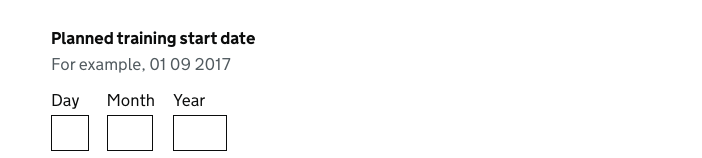 Planned training start date
For example, 01 09 2017
Day Month Year